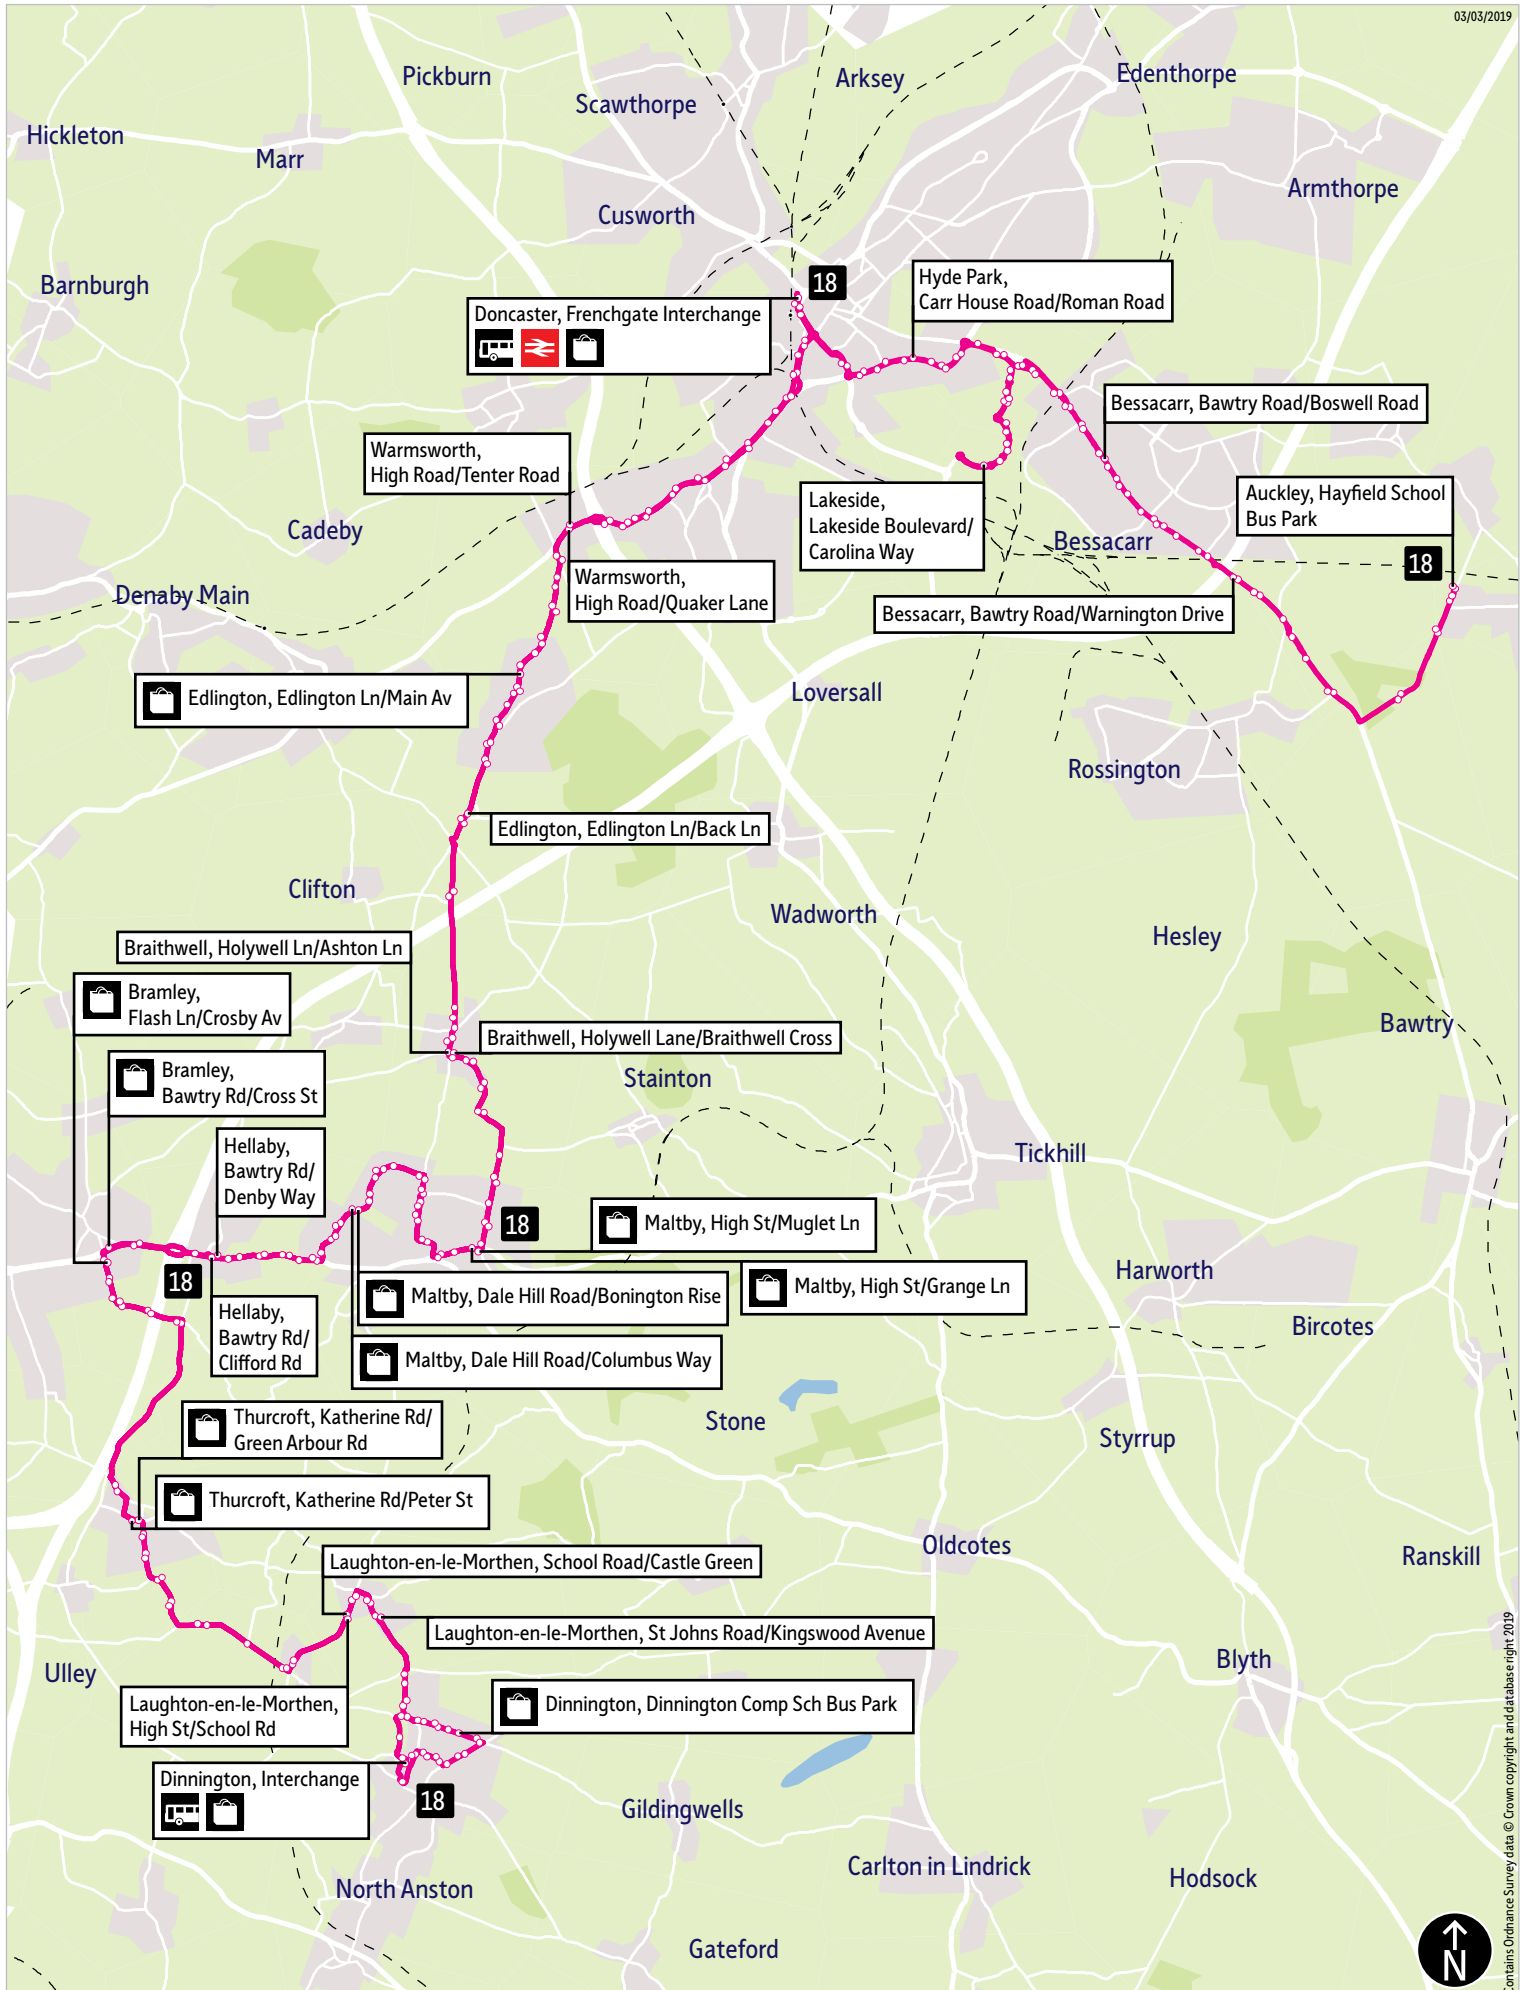 03/03/2019
Pickburn
Arksey
Edenthorpe
Scawthorpe
Hickleton
Marr
Armthorpe
Cusworth
Barnburgh
18
Hyde Park,
Carr House Road/Roman Road
Doncaster, Frenchgate Interchange
Bessacarr, Bawtry Road/Boswell Road
Warmsworth,
High Road/Tenter Road
Lakeside,
Lakeside Boulevard/
Carolina Way
Auckley, Hayfield School
Bus Park
Cadeby
Bessacarr
18
Warmsworth,
High Road/Quaker Lane
Denaby Main
Bessacarr, Bawtry Road/Warnington Drive
Edlington, Edlington Ln/Main Av
Loversall
Rossington
Edlington, Edlington Ln/Back Ln
Clifton
Wadworth
Hesley
Braithwell, Holywell Ln/Ashton Ln
Bramley,
Flash Ln/Crosby Av
Bawtry
Braithwell, Holywell Lane/Braithwell Cross
Bramley,
Bawtry Rd/Cross St
Stainton
Hellaby,
Bawtry Rd/
Denby Way
Tickhill
18
Maltby, High St/Muglet Ln
18
Harworth
Maltby, High St/Grange Ln
Maltby, Dale Hill Road/Bonington Rise
Hellaby,
Bawtry Rd/
Clifford Rd
Bircotes
Maltby, Dale Hill Road/Columbus Way
Stone
Thurcroft, Katherine Rd/
Green Arbour Rd
Styrrup
Thurcroft, Katherine Rd/Peter St
Oldcotes
Ranskill
Laughton-en-le-Morthen, School Road/Castle Green
Laughton-en-le-Morthen, St Johns Road/Kingswood Avenue
Ulley
Blyth
Laughton-en-le-Morthen,
High St/School Rd
Dinnington, Dinnington Comp Sch Bus Park
Dinnington, Interchange
18
Gildingwells
Carlton in Lindrick
Hodsock
North Anston
Gateford
N
Contains Ordnance Survey data © Crown copyright and database right 2019